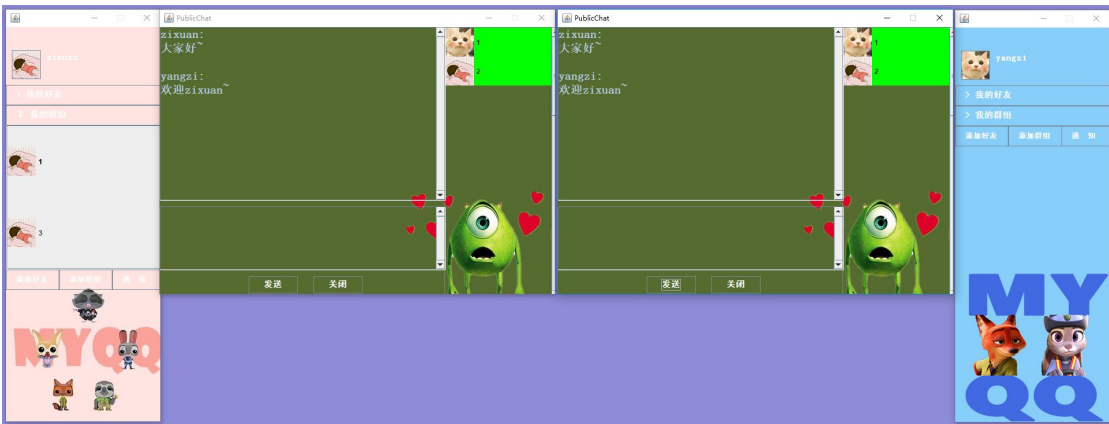 PublicChat
PublicChat
zixuan
> 我的好友
我的群组
1
3
添加好友 添加群组 通 知
MYQQ
zixuan:
大家好~
yangzi:
欢迎zixuan~
1
2
发送 关闭
zixuan:
大家好~
yangzi:
欢迎zixuan~
1
2
发送 关闭
yangzi
> 我的好友
> 我的群组
添加好友 添加群组 通 知
MY
QQ